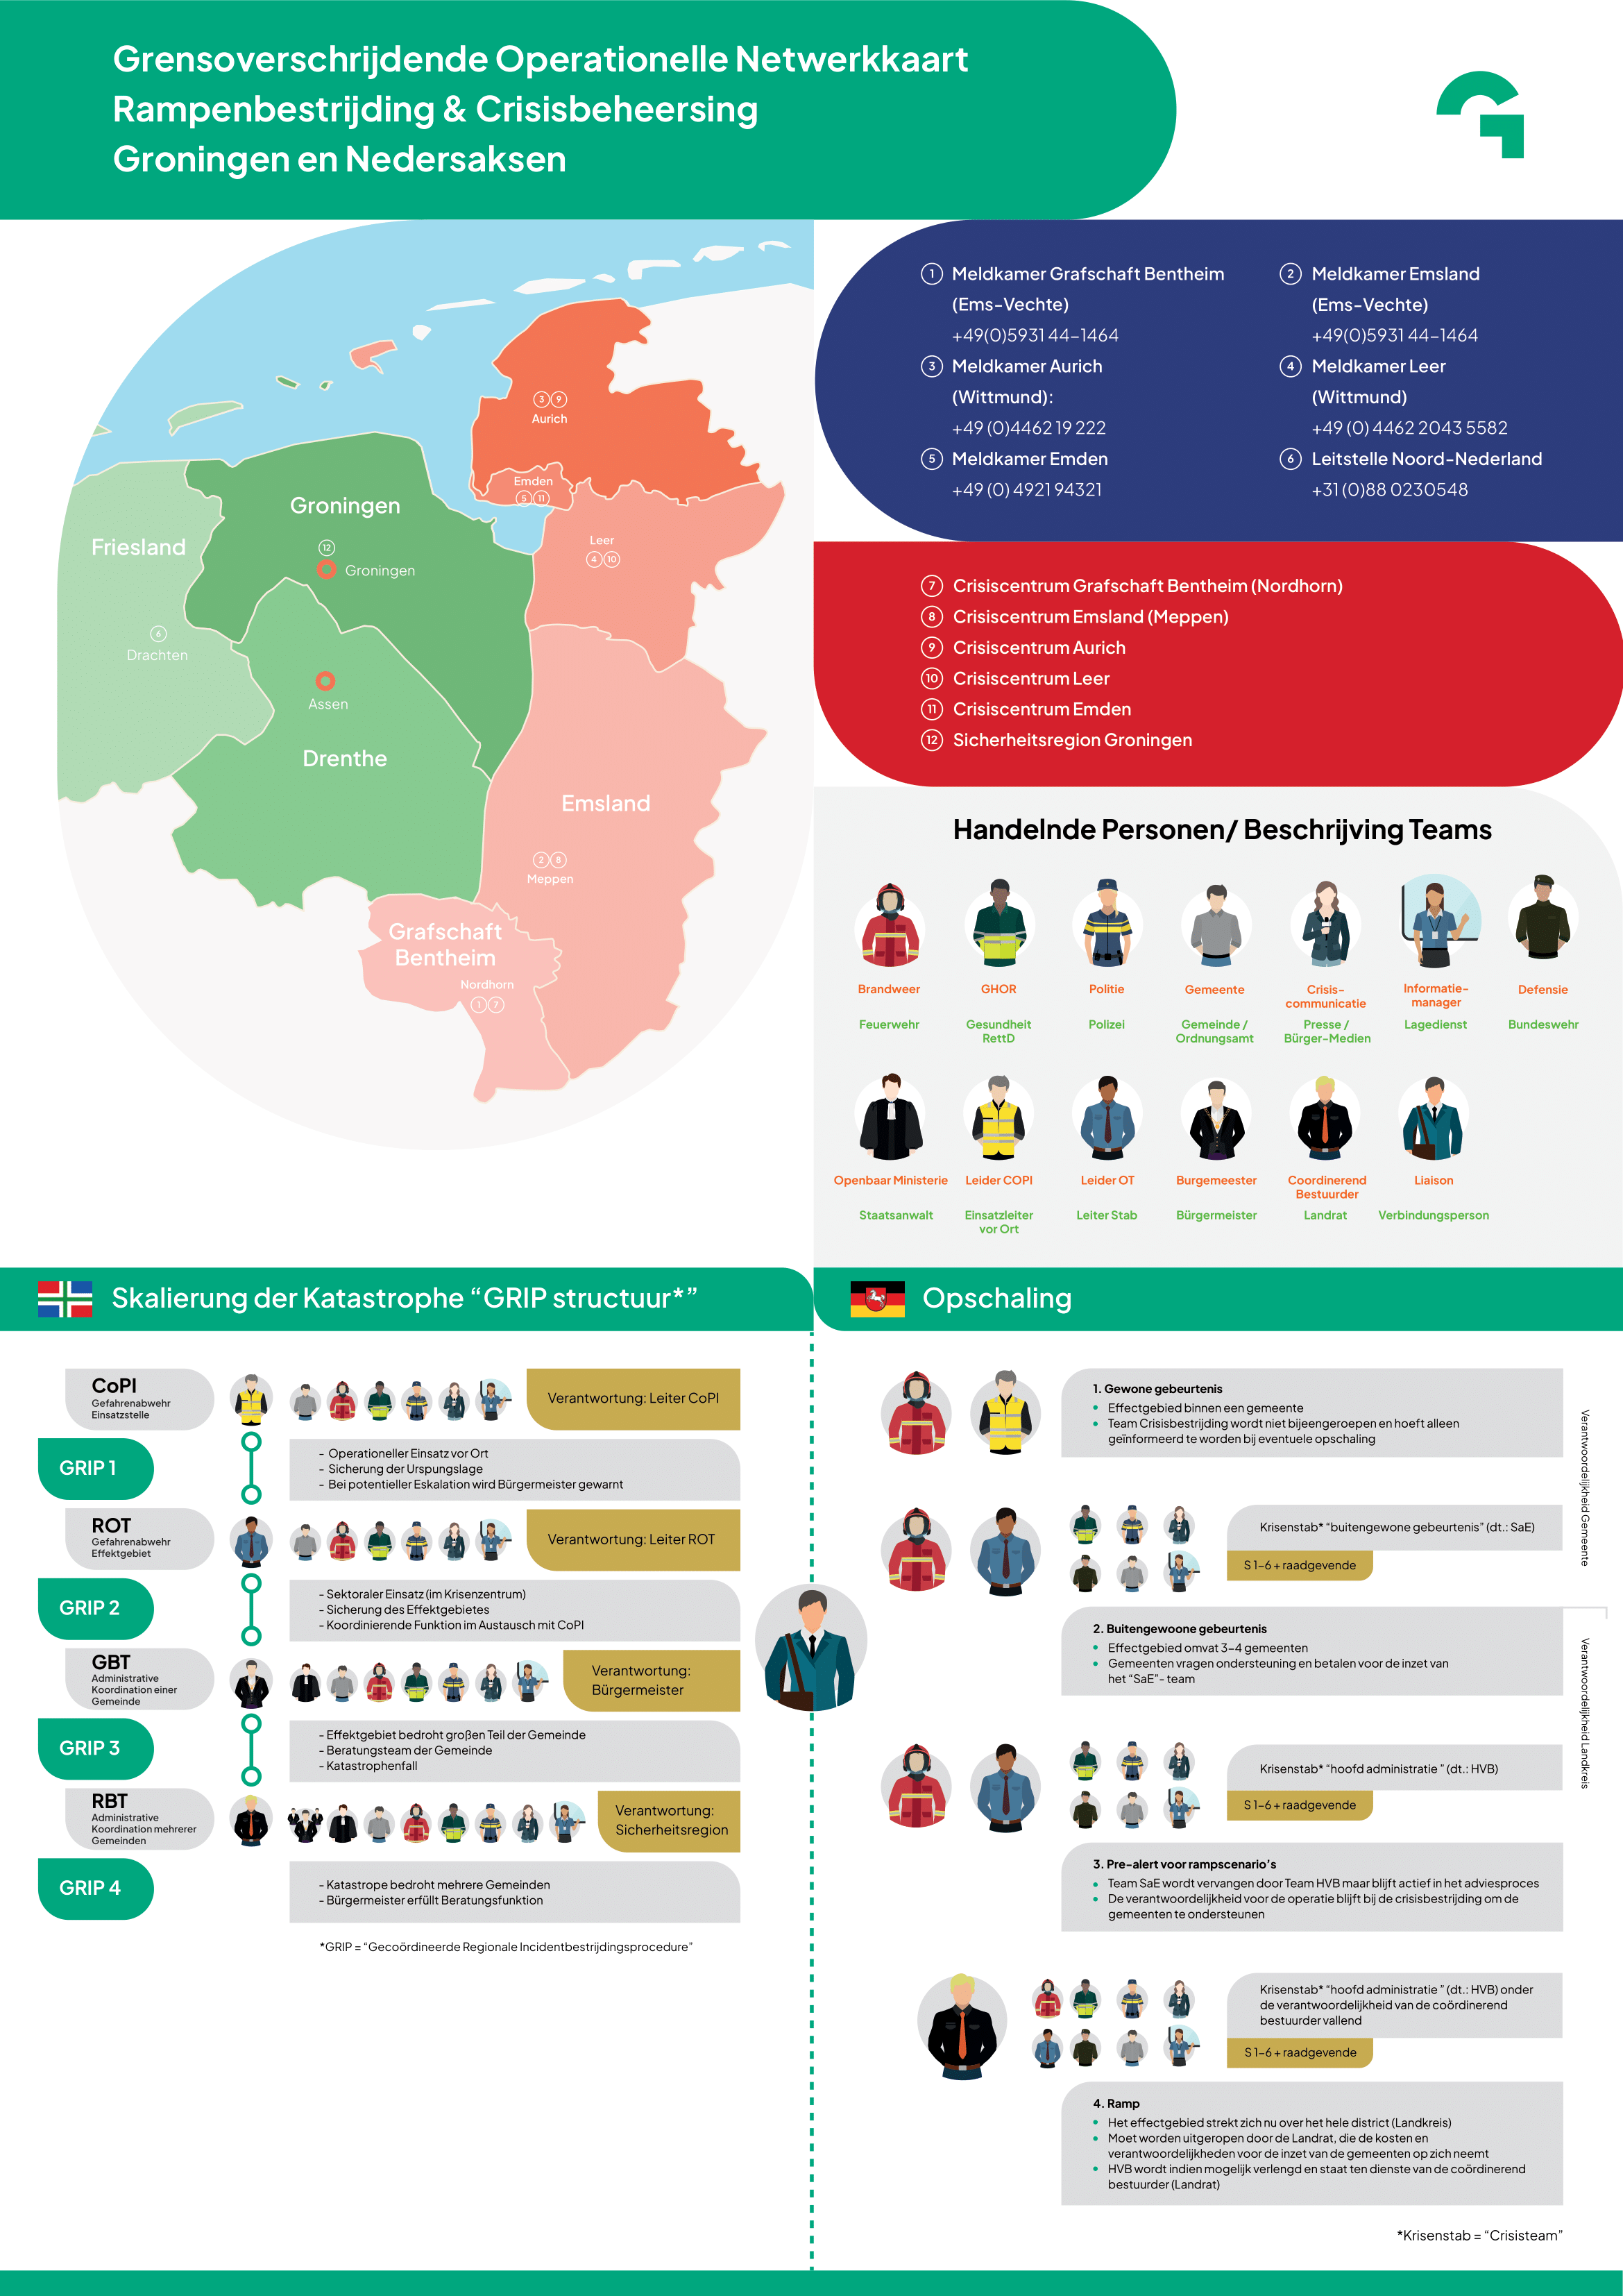 Grensoverschrijdende Operationelle Netwerkkaart
Rampenbestrijding & Crisisbeheersing
Groningen en Nedersaksen
3 9
Aurich
Emden
5 11
Groningen
Friesland
12
Groningen
Leer
4 10
6
Drachten
Assen
Drenthe
Emsland
2 8
Meppen
Grafschaft
Bentheim
Nordhorn
1 7
1 Meldkamer Grafschaft Bentheim
(Ems-Vechte)
+49(0)5931 44-1464
2 Meldkamer Emsland
(Ems-Vechte)
+49(0)5931 44-1464
3 Meldkamer Aurich
(Wittmund):
+49 (0)4462 19 222
4 Meldkamer Leer
(Wittmund)
+49 (0) 4462 2043 5582
5 Meldkamer Emden
+49 (0) 4921 94321
6 Leitstelle Noord-Nederland
+31 (0)88 0230548
7 Crisiscentrum Grafschaft Bentheim (Nordhorn)
8 Crisiscentrum Emsland (Meppen)
9 Crisiscentrum Aurich
10 Crisiscentrum Leer
11 Crisiscentrum Emden
12 Sicherheitsregion Groningen
Handelnde Personen/ Beschrijving Teams
Brandweer
Feuerwehr
GHOR
Gesundheit
RettD
Politie
Polizei
Gemeente
Gemeinde /
Ordnungsamt
Crisis-
communicatie
Presse /
Bürger-Medien
Informatie-
manager
Lagedienst
Defensie
Bundeswehr
Openbaar Ministerie
Staatsanwalt
Leider COPI
Einsatzleiter
vor Ort
Leider OT
Leiter Stab
Burgemeester
Bürgermeister
Coordinerend
Bestuurder
Landrat
Liaison
Verbindungsperson
Skalierung der Katastrophe “GRIP structuur*”
CoPI
Gefahrenabwehr
Einsatzstelle
Verantwortung: Leiter CoPI
GRIP 1
- Operationeller Einsatz vor Ort
- Sicherung der Urspungslage
- Bei potentieller Eskalation wird Bürgermeister gewarnt
ROT
Gefahrenabwehr
Effektgebiet
Verantwortung: Leiter ROT
GRIP 2
- Sektoraler Einsatz (im Krisenzentrum)
- Sicherung des Effektgebietes
- Koordinierende Funktion im Austausch mit CoPI
GBT
Administrative
Koordination einer
Gemeinde
Verantwortung:
Bürgermeister
GRIP 3
- Effektgebiet bedroht großen Teil der Gemeinde
- Beratungsteam der Gemeinde
- Katastrophenfall
RBT
Administrative
Koordination mehrerer
Gemeinden
Verantwortung:
Sicherheitsregion
GRIP 4
- Katastrope bedroht mehrere Gemeinden
- Bürgermeister erfüllt Beratungsfunktion
*GRIP = “Gecoördineerde Regionale Incidentbestrijdingsprocedure”
Opschaling
1. Gewone gebeurtenis
• Effectgebied binnen een gemeente
• Team Crisisbestrijding wordt niet bijeengeroepen en hoeft alleen
geïnformeerd te worden bij eventuele opschaling
Verantwoordelijkheid Gemeente
Krisenstab* “buitengewone gebeurtenis” (dt.: SaE)
S 1-6 + raadgevende
2. Buitengewoone gebeurtenis
• Effectgebied omvat 3-4 gemeenten
• Gemeenten vragen ondersteuning en betalen voor de inzet van
het “SaE”- team
Verantwoordelijkheid Landkreis
Krisenstab* “hoofd administratie ” (dt.: HVB)
S 1-6 + raadgevende
3. Pre-alert voor rampscenario’s
• Team SaE wordt vervangen door Team HVB maar blijft actief in het adviesproces
• De verantwoordelijkheid voor de operatie blijft bij de crisisbestrijding om de
gemeenten te ondersteunen
Krisenstab* “hoofd administratie ” (dt.: HVB) onder
de verantwoordelijkheid van de coördinerend
bestuurder vallend
S 1-6 + raadgevende
4. Ramp
• Het effectgebied strekt zich nu over het hele district (Landkreis)
• Moet worden uitgeropen door de Landrat, die de kosten en
verantwoordelijkheden voor de inzet van de gemeenten op zich neemt
• HVB wordt indien mogelijk verlengd en staat ten dienste van de coördinerend
bestuurder (Landrat)
*Krisenstab = “Crisisteam”